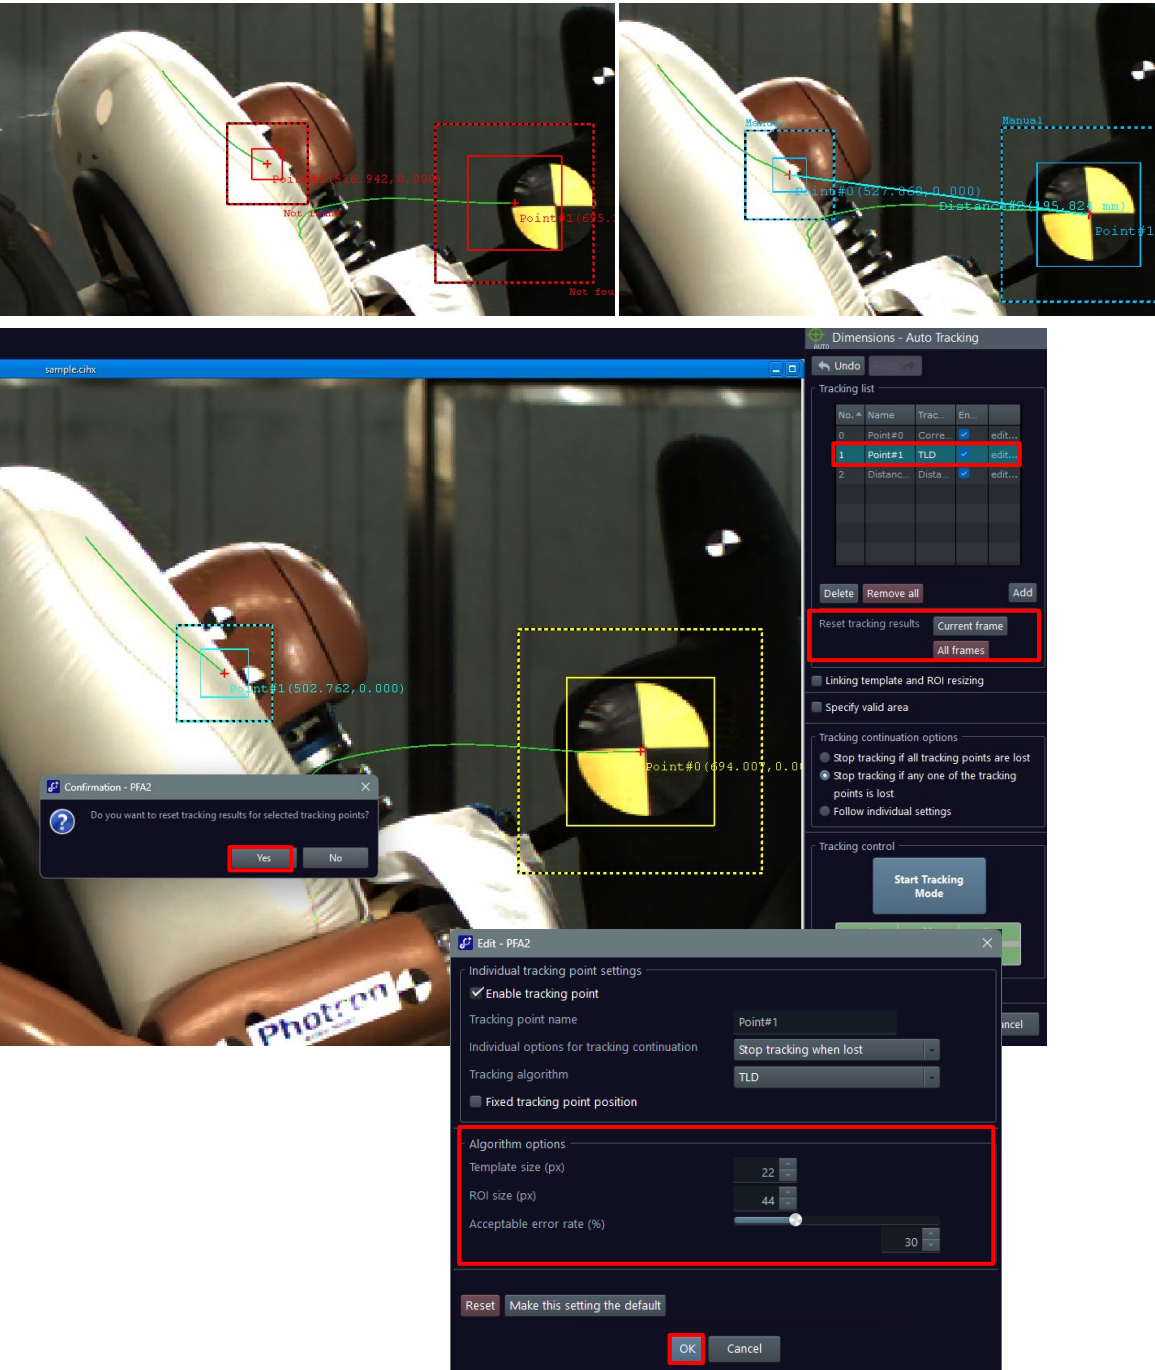 Point#0(516.942,0.000)
Not found
Point#1(695.
Not fou
Manual
Manual
Point#0(527.868,0.000)
Distance#2(195.824 mm)
Point#1
sample.cihx
Point#1(502.762,0.000)
Point#0(694.007,0.00
Photron
Confirmation - PFA2
Do you want to reset tracking results for selected tracking points?
Yes No
AUTO
Dimensions - Auto Tracking
Undo
Tracking list
No. Name Trac... En...
0 Point#0 Corre... edit...
1 Point#1 TLD edit...
2 Distanc... Dista... edit...
Delete Remove all Add
Reset tracking results Current frame
All frames
Linking template and ROI resizing
Specify valid area
Tracking continuation options
Stop tracking if all tracking points are lost
Stop tracking if any one of the tracking
points is lost
Follow individual settings
Tracking control
Start Tracking
Mode
ncel
Edit - PFA2
Individual tracking point settings
Enable tracking point
Tracking point name Point#1
Individual options for tracking continuation Stop tracking when lost
Tracking algorithm TLD
Fixed tracking point position
Algorithm options
Template size (px) 22
ROI size (px) 44
Acceptable error rate (%)
30
Reset Make this setting the default
OK Cancel